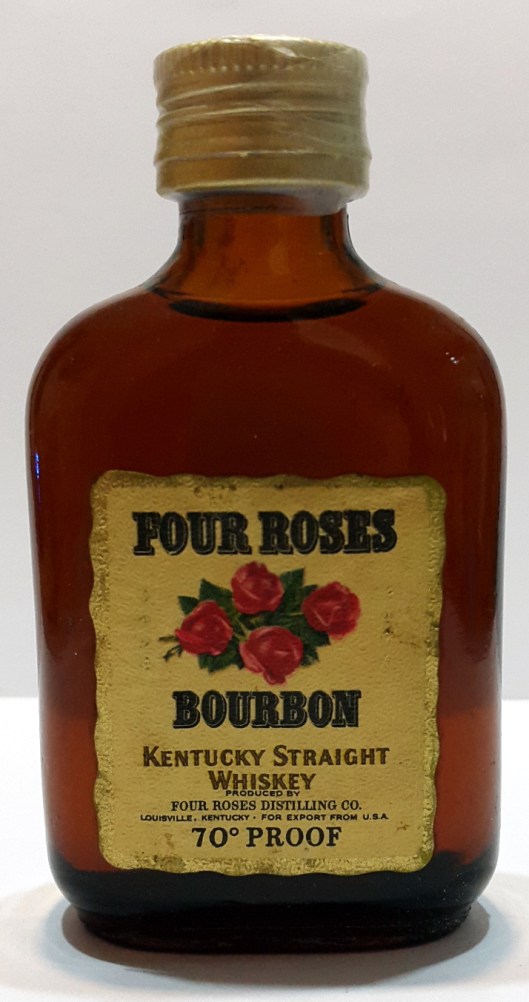 FOUR ROSES
BOURBON
KENTUCKY STRAIGHT
WHISKEY
PRODUCED BY
FOUR ROSES DISTILLING CO.
LOUISVILLE, KENTUCKY · FOR EXPORT FROM U.S.A.
70° PROOF